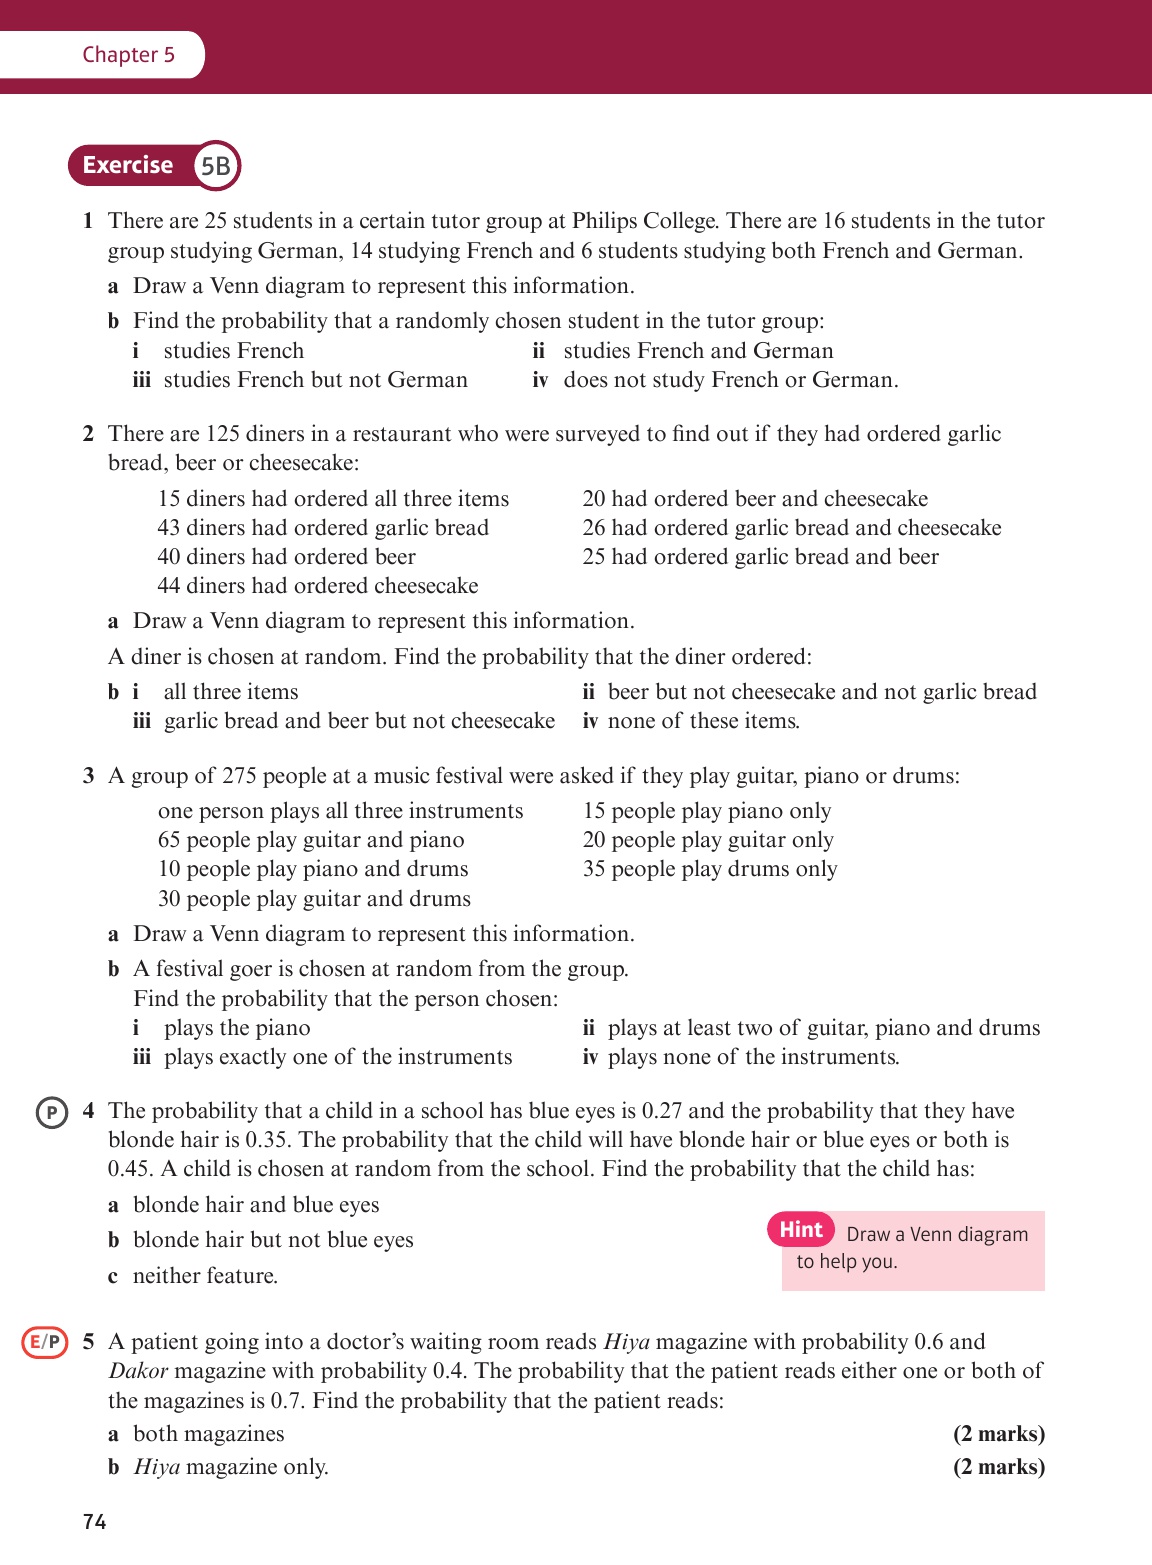 Chapter 5
Exercise 5B
1 There are 25 students in a certain tutor group at Philips College. There are 16 students in the tutor
group studying German, 14 studying French and 6 students studying both French and German.
a Draw a Venn diagram to represent this information.
b Find the probability that a randomly chosen student in the tutor group:
i studies French ii studies French and German
iii studies French but not German iv does not study French or German.
2 There are 125 diners in a restaurant who were surveyed to find out if they had ordered garlic
bread, beer or cheesecake:
15 diners had ordered all three items 20 had ordered beer and cheesecake
43 diners had ordered garlic bread 26 had ordered garlic bread and cheesecake
40 diners had ordered beer 25 had ordered garlic bread and beer
44 diners had ordered cheesecake
a Draw a Venn diagram to represent this information.
A diner is chosen at random. Find the probability that the diner ordered:
b i all three items ii beer but not cheesecake and not garlic bread
iii garlic bread and beer but not cheesecake iv none of these items.
3 A group of 275 people at a music festival were asked if they play guitar, piano or drums:
one person plays all three instruments 15 people play piano only
65 people play guitar and piano 20 people play guitar only
10 people play piano and drums 35 people play drums only
30 people play guitar and drums
a Draw a Venn diagram to represent this information.
b A festival goer is chosen at random from the group.
Find the probability that the person chosen:
i plays the piano ii plays at least two of guitar, piano and drums
iii plays exactly one of the instruments iv plays none of the instruments.
P 4 The probability that a child in a school has blue eyes is 0.27 and the probability that they have
blonde hair is 0.35. The probability that the child will have blonde hair or blue eyes or both is
0.45. A child is chosen at random from the school. Find the probability that the child has:
a blonde hair and blue eyes
b blonde hair but not blue eyes
c neither feature.
Hint Draw a Venn diagram
to help you.
E/P 5 A patient going into a doctor's waiting room reads Hiya magazine with probability 0.6 and
Dakor magazine with probability 0.4. The probability that the patient reads either one or both of
the magazines is 0.7. Find the probability that the patient reads:
a both magazines (2 marks)
b Hiya magazine only. (2 marks)
74